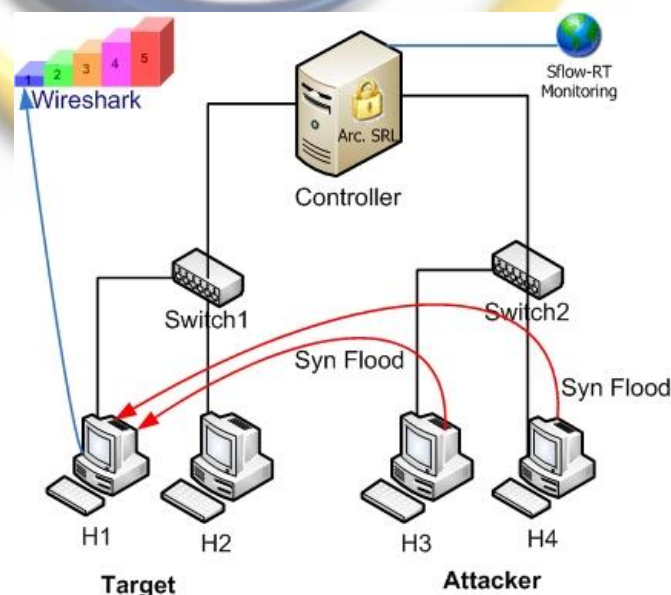 1 2 3 4 5
Wireshark
Sflow-RT
Monitoring
Arc. SRL
Controller
Switch1
Switch2
Syn Flood
Syn Flood
H1
H2
H3
H4
Target
Attacker